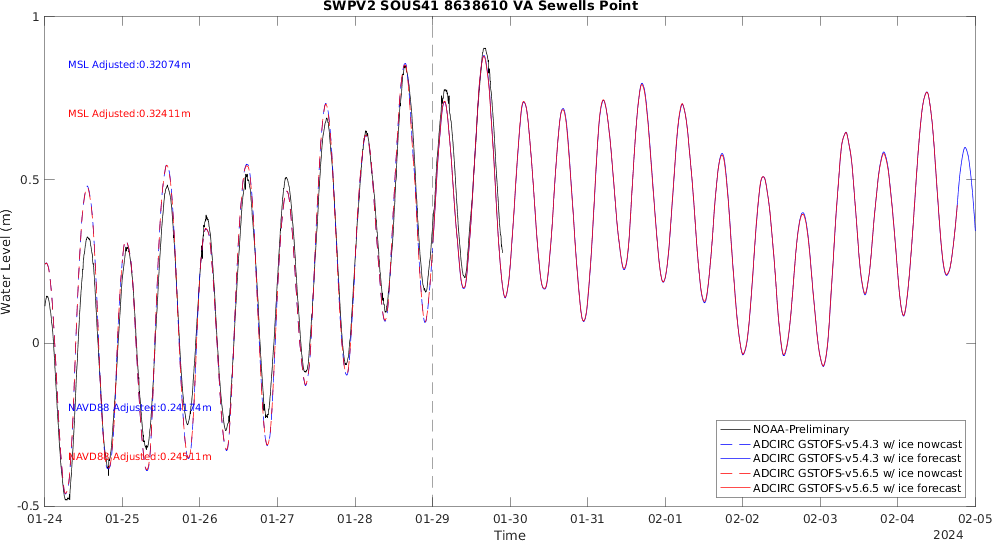 SWPV2 SOUS41 8638610 VA Sewells Point
1
MSL Adjusted:0.32074m
MSL Adjusted:0.32411m
0.5
Water Level (m)
0
NAVD88 Adjusted:0.24174m
NAVD88 Adjusted:0.24511m
-0.5
NOAA-Preliminary
ADCIRC GSTOFS-v5.4.3 w/ ice nowcast
ADCIRC GSTOFS-v5.4.3 w/ ice forecast
ADCIRC GSTOFS-v5.6.5 w/ ice nowcast
ADCIRC GSTOFS-v5.6.5 w/ ice forecast
01-24 01-25 01-26 01-27 01-28 01-29 01-30 01-31 02-01 02-02 02-03 02-04 02-05
Time
2024